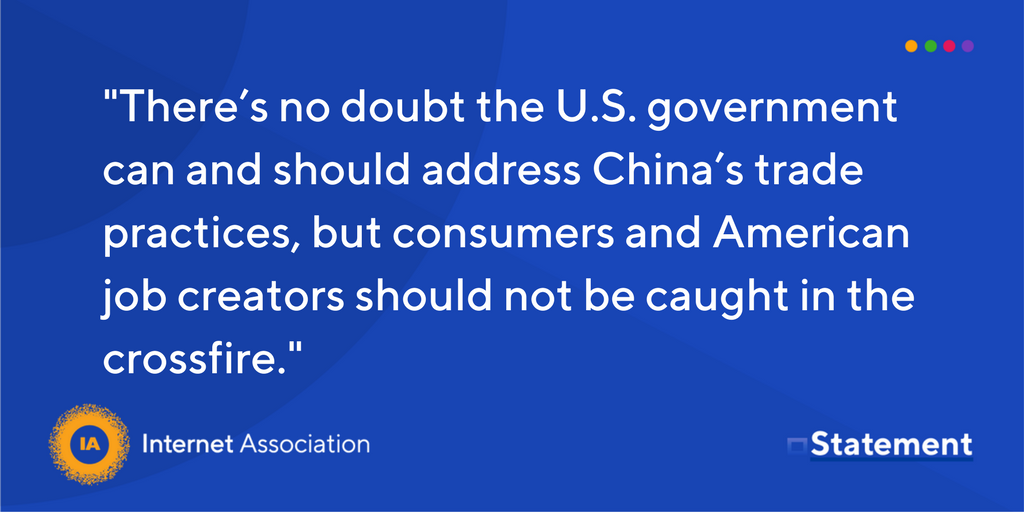 "There′s no doubt the U.S. government
can and should address China′s trade
practices, but consumers and American
job creators should not be caught in the
crossfire."
IA
Internet Association
Statement